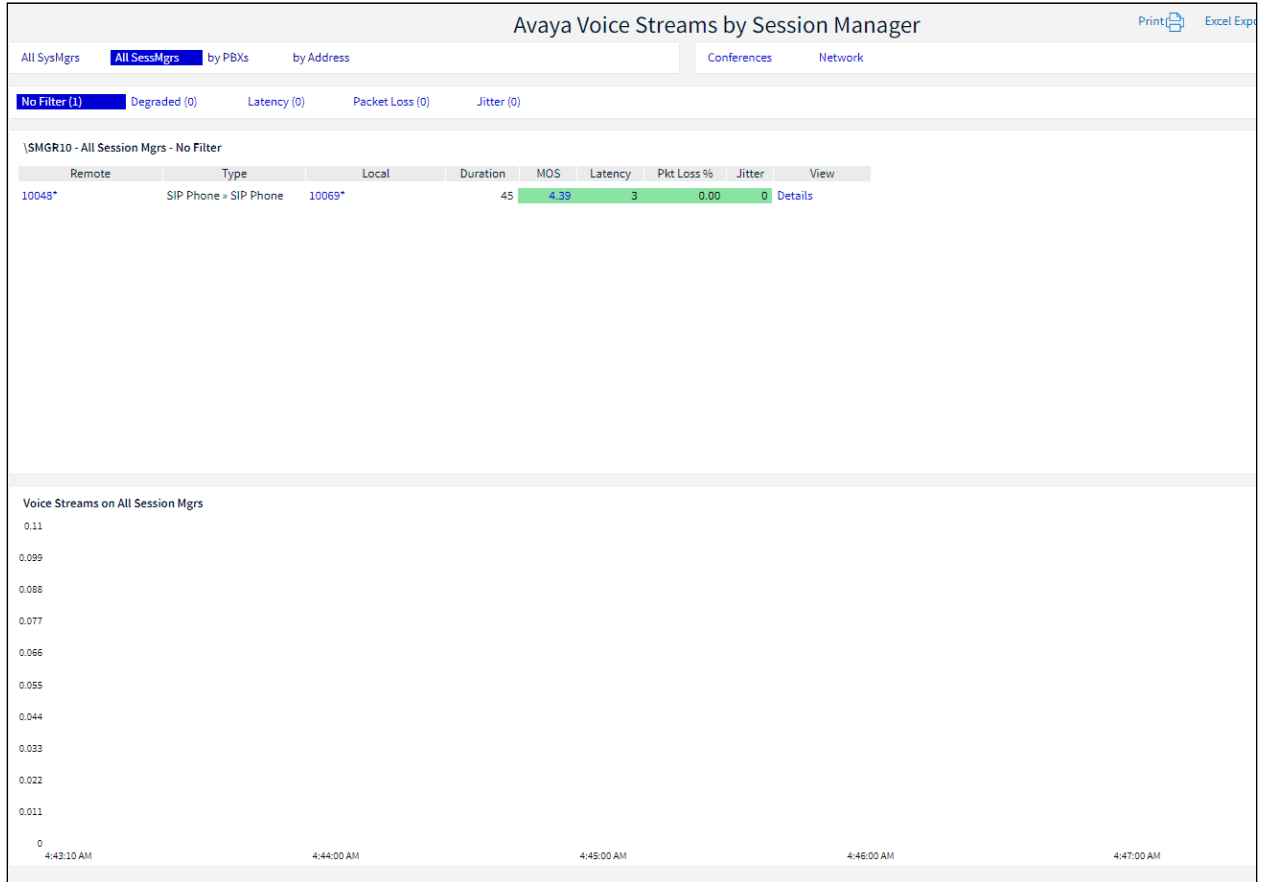 Avaya Voice Streams by Session Manager
Print Excel Expo
All SysMgrs All SessMgrs by PBXs by Address Conferences Network
No Filter (1) Degraded (0) Latency (0) Packet Loss (0) Jitter (0)
\SMGR10 - All Session Mgrs - No Filter
Remote Type Local Duration MOS Latency Pkt Loss % Jitter View
10048* SIP Phone » SIP Phone 10069* 45 4.39 3 0.00 0 Details
Voice Streams on All Session Mgrs
0.11
0.099
0.088
0.077
0.066
0.055
0.044
0.033
0.022
0.011
0
4:43:10 AM 4:44:00 AM 4:45:00 AM 4:46:00 AM 4:47:00 AM